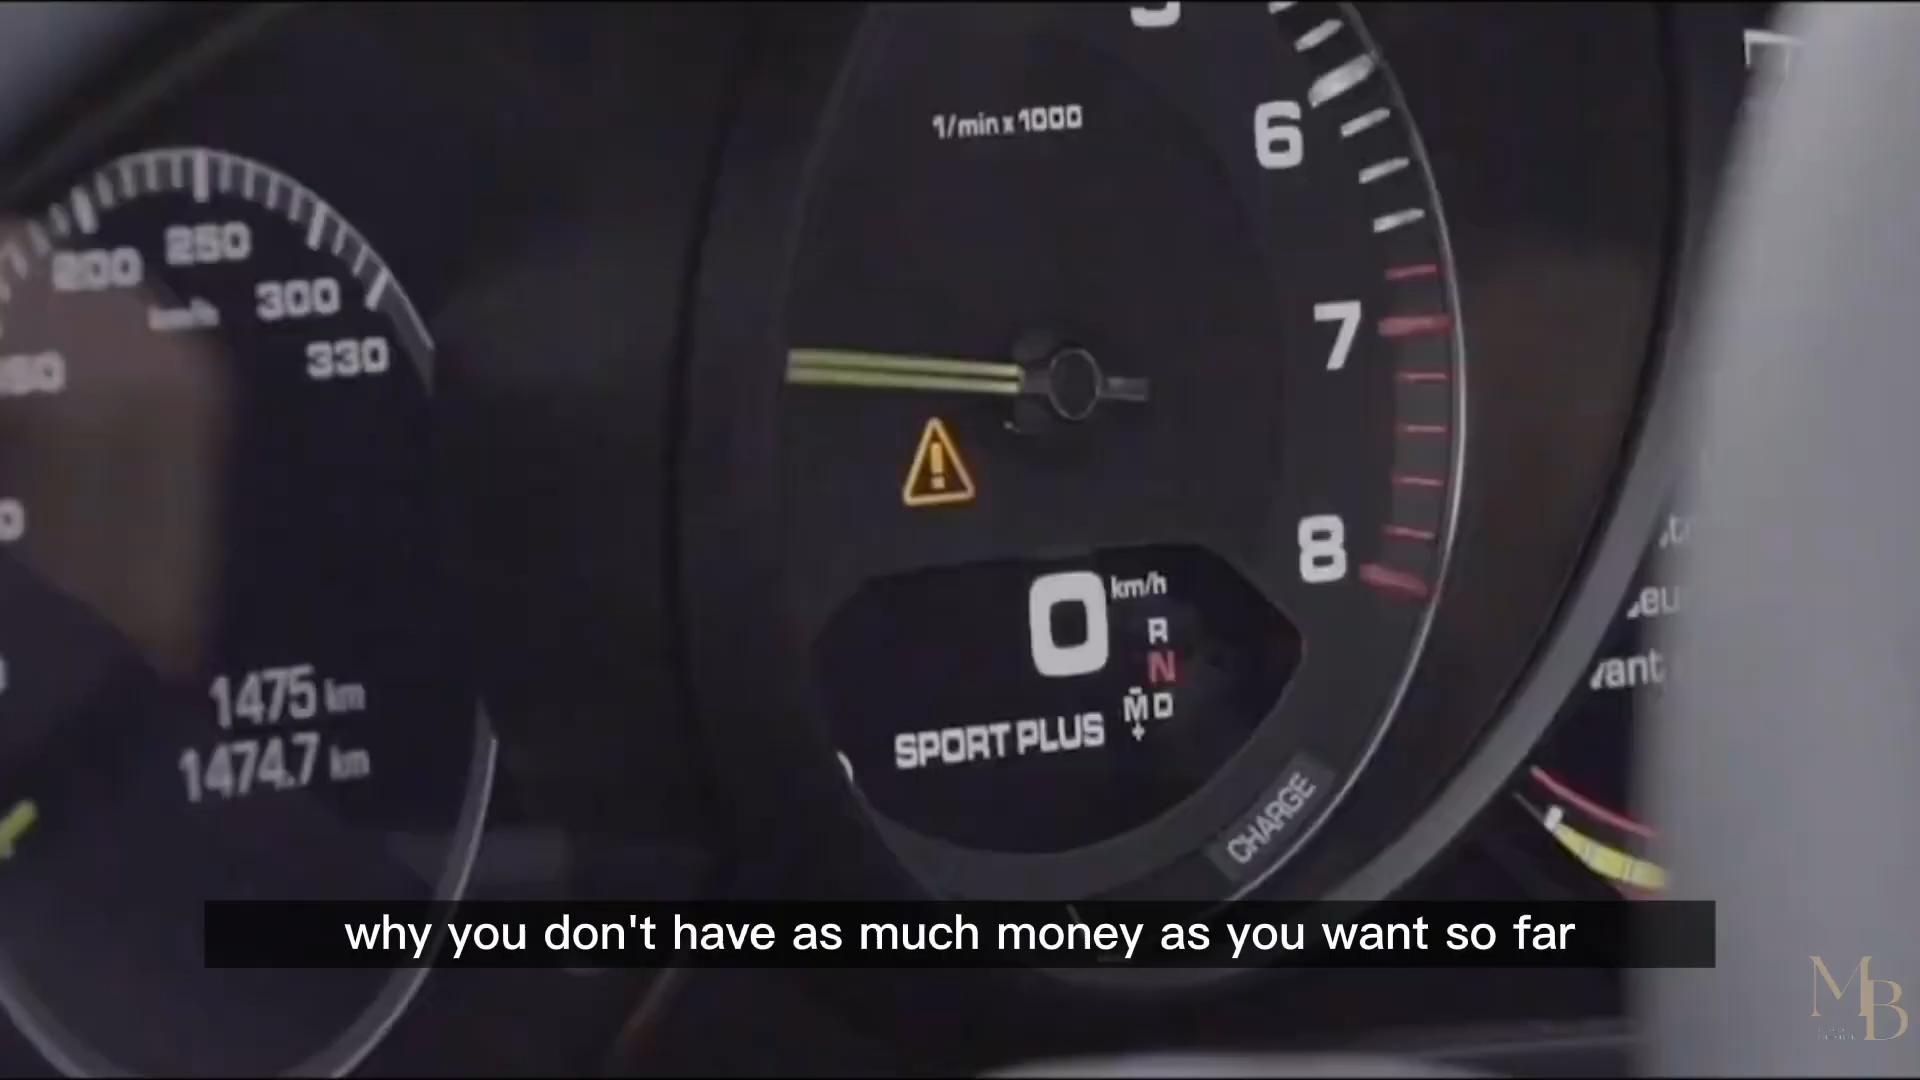 5
1/min x 1000
6
200
250
300
km/h
330
7
8
0 km/h
R
N
M D
+
SPORT PLUS
1475 km
1474.7 km
CHARGE
why you don't have as much money as you want so far
MB